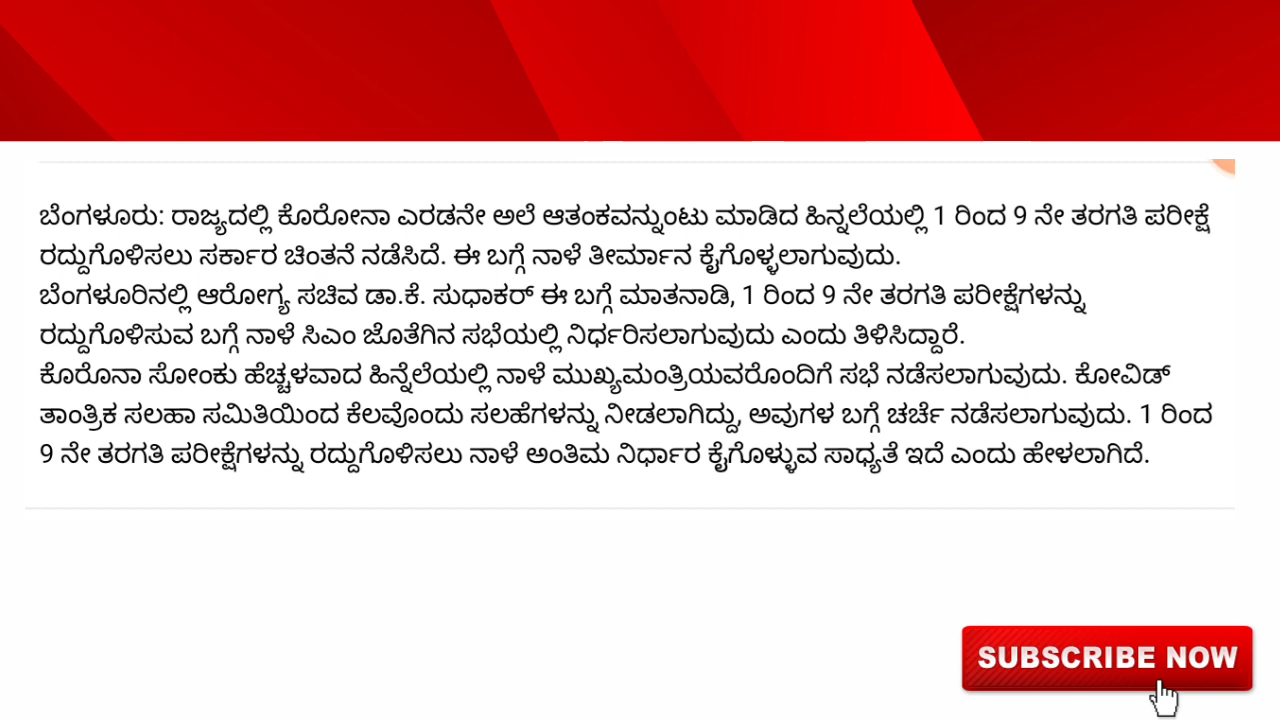 ಬೆಂಗಳೂರು: ರಾಜ್ಯದಲ್ಲಿ ಕೊರೋನಾ ಎರಡನೇ ಅಲೆ ಆತಂಕವನ್ನುಂಟು ಮಾಡಿದ ಹಿನ್ನಲೆಯಲ್ಲಿ 1 ರಿಂದ 9 ನೇ ತರಗತಿ ಪರೀಕ್ಷೆ
ರದ್ದುಗೊಳಿಸಲು ಸರ್ಕಾರ ಚಿಂತನೆ ನಡೆಸಿದೆ. ಈ ಬಗ್ಗೆ ನಾಳೆ ತೀರ್ಮಾನ ಕೈಗೊಳ್ಳಲಾಗುವುದು.
ಬೆಂಗಳೂರಿನಲ್ಲಿ ಆರೋಗ್ಯ ಸಚಿವ ಡಾ.ಕೆ. ಸುಧಾಕರ್ ಈ ಬಗ್ಗೆ ಮಾತನಾಡಿ, 1 ರಿಂದ 9 ನೇ ತರಗತಿ ಪರೀಕ್ಷೆಗಳನ್ನು
ರದ್ದುಗೊಳಿಸುವ ಬಗ್ಗೆ ನಾಳೆ ಸಿಎಂ ಜೊತೆಗಿನ ಸಭೆಯಲ್ಲಿ ನಿರ್ಧರಿಸಲಾಗುವುದು ಎಂದು ತಿಳಿಸಿದ್ದಾರೆ.
ಕೊರೊನಾ ಸೋಂಕು ಹೆಚ್ಚಳವಾದ ಹಿನ್ನೆಲೆಯಲ್ಲಿ ನಾಳೆ ಮುಖ್ಯಮಂತ್ರಿಯವರೊಂದಿಗೆ ಸಭೆ ನಡೆಸಲಾಗುವುದು. ಕೋವಿಡ್
ತಾಂತ್ರಿಕ ಸಲಹಾ ಸಮಿತಿಯಿಂದ ಕೆಲವೊಂದು ಸಲಹೆಗಳನ್ನು ನೀಡಲಾಗಿದ್ದು, ಅವುಗಳ ಬಗ್ಗೆ ಚರ್ಚೆ ನಡೆಸಲಾಗುವುದು. 1 ರಿಂದ
9 ನೇ ತರಗತಿ ಪರೀಕ್ಷೆಗಳನ್ನು ರದ್ದುಗೊಳಿಸಲು ನಾಳೆ ಅಂತಿಮ ನಿರ್ಧಾರ ಕೈಗೊಳ್ಳುವ ಸಾಧ್ಯತೆ ಇದೆ ಎಂದು ಹೇಳಲಾಗಿದೆ.
SUBSCRIBE NOW